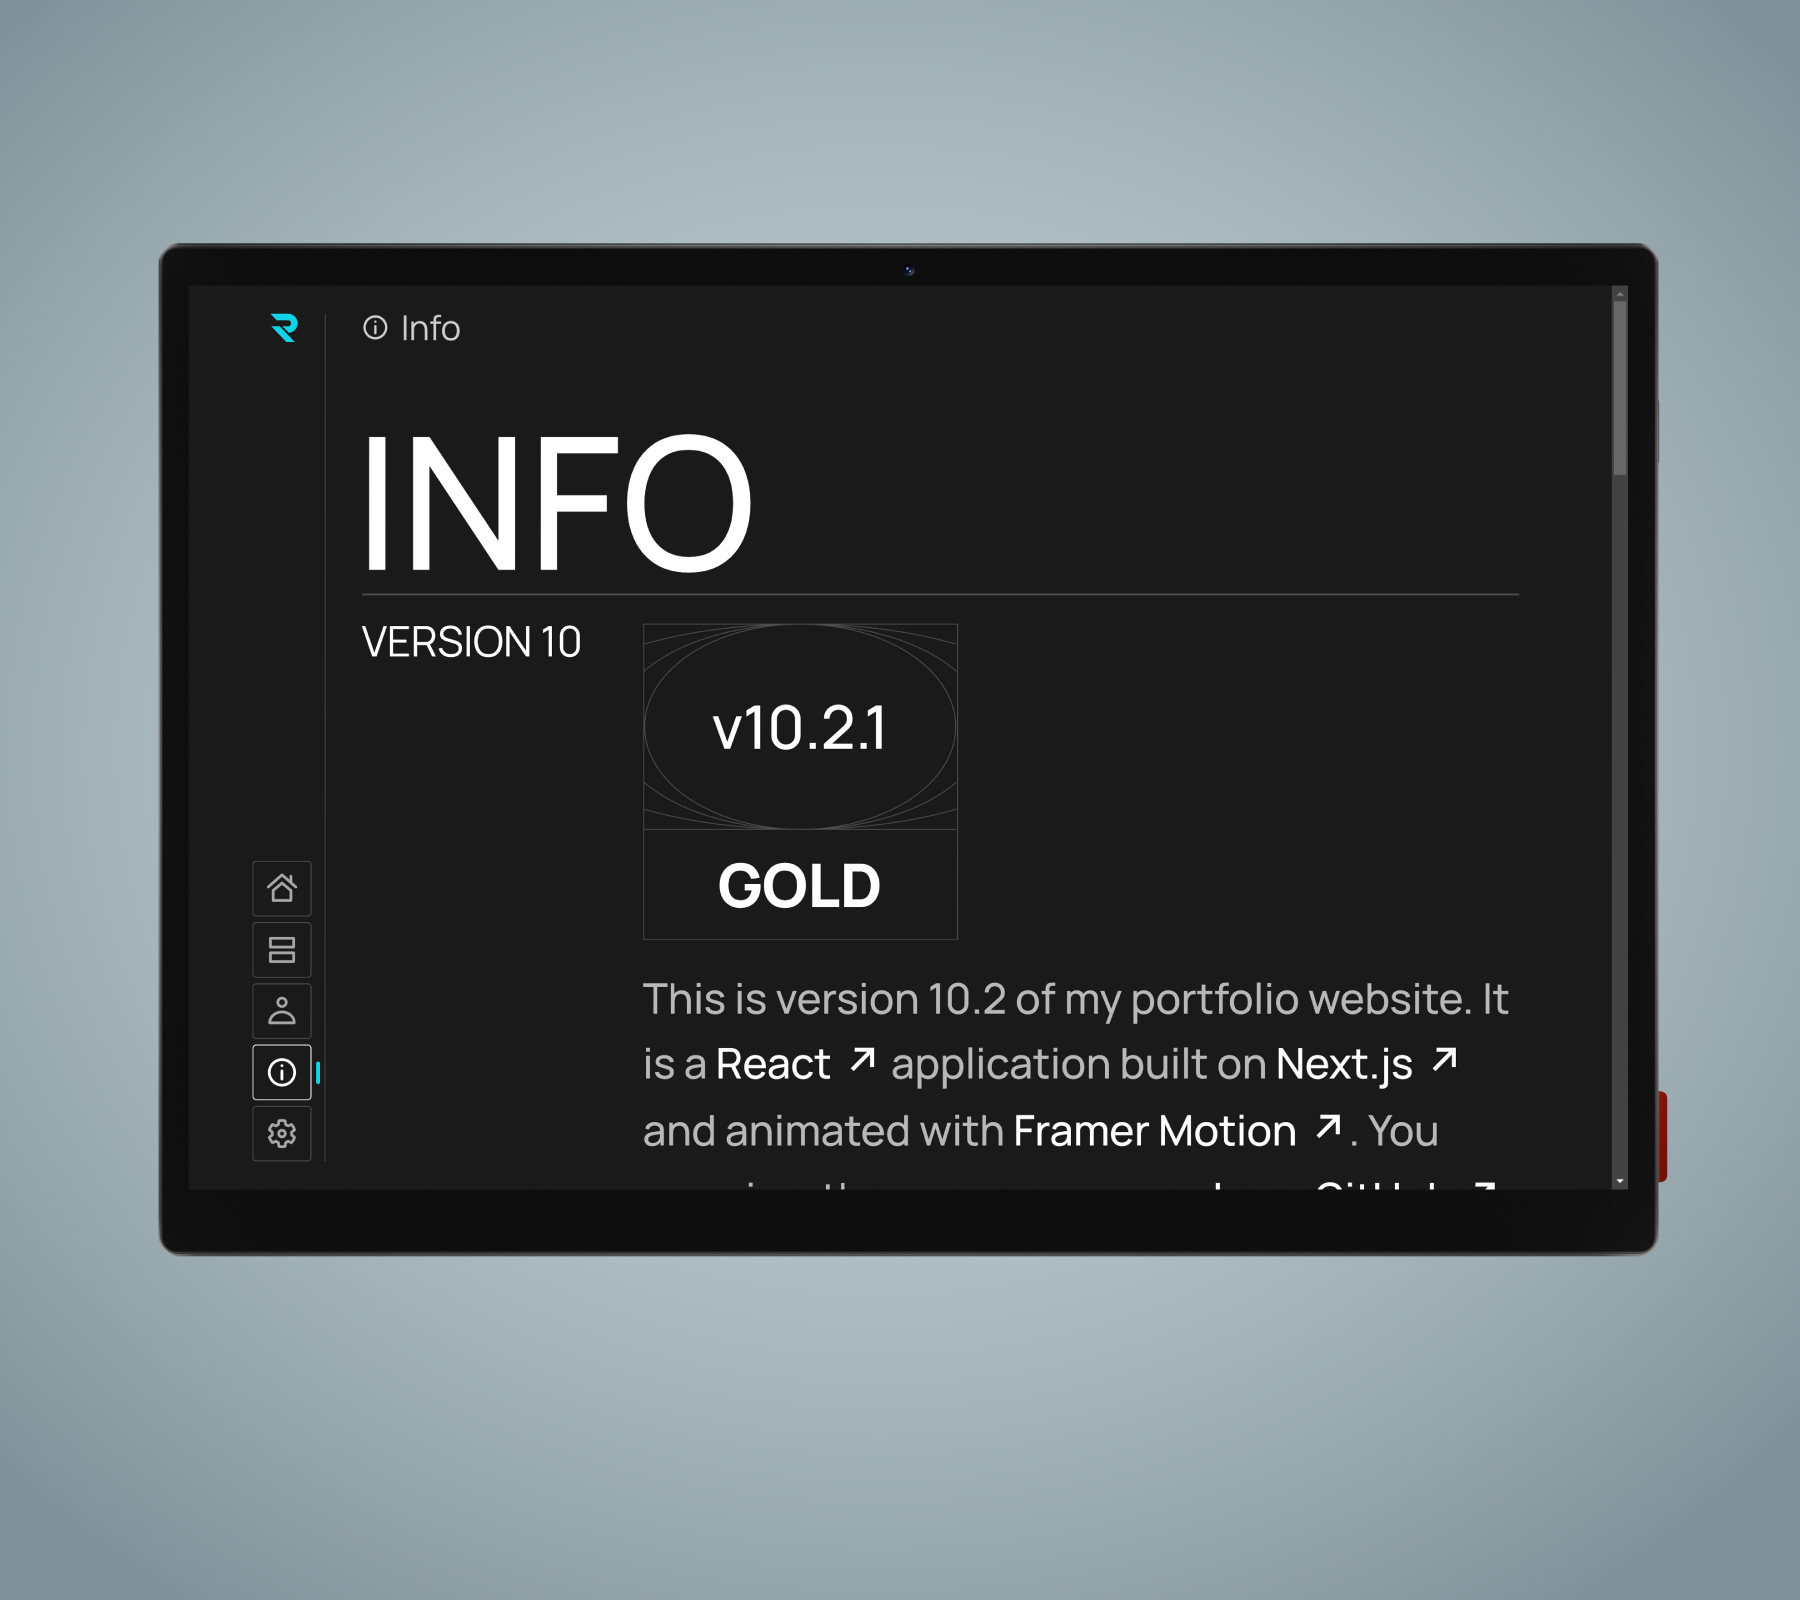 Info
INFO
VERSION 10
v10.2.1
GOLD
This is version 10.2 of my portfolio website. It
is a React ↗ application built on Next.js ↗
and animated with Framer Motion ↗. You
GitHub ↗